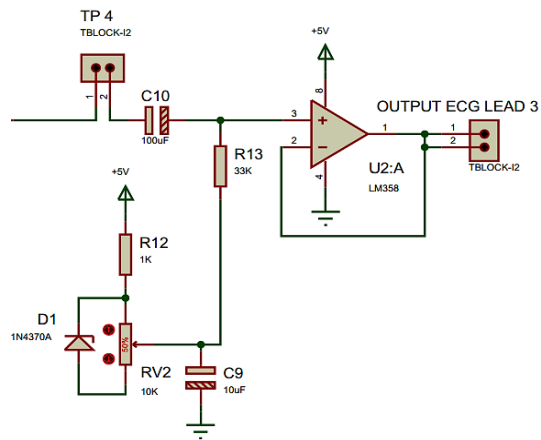 TP 4
TBLOCK-I2
1
2
C10
100uF
+5V
8
3
+
1
2
−
4
U2:A
LM358
OUTPUT ECG LEAD 3
1
2
TBLOCK-I2
R13
33K
+5V
R12
1K
D1
1N4370A
50%
RV2
10K
C9
10uF